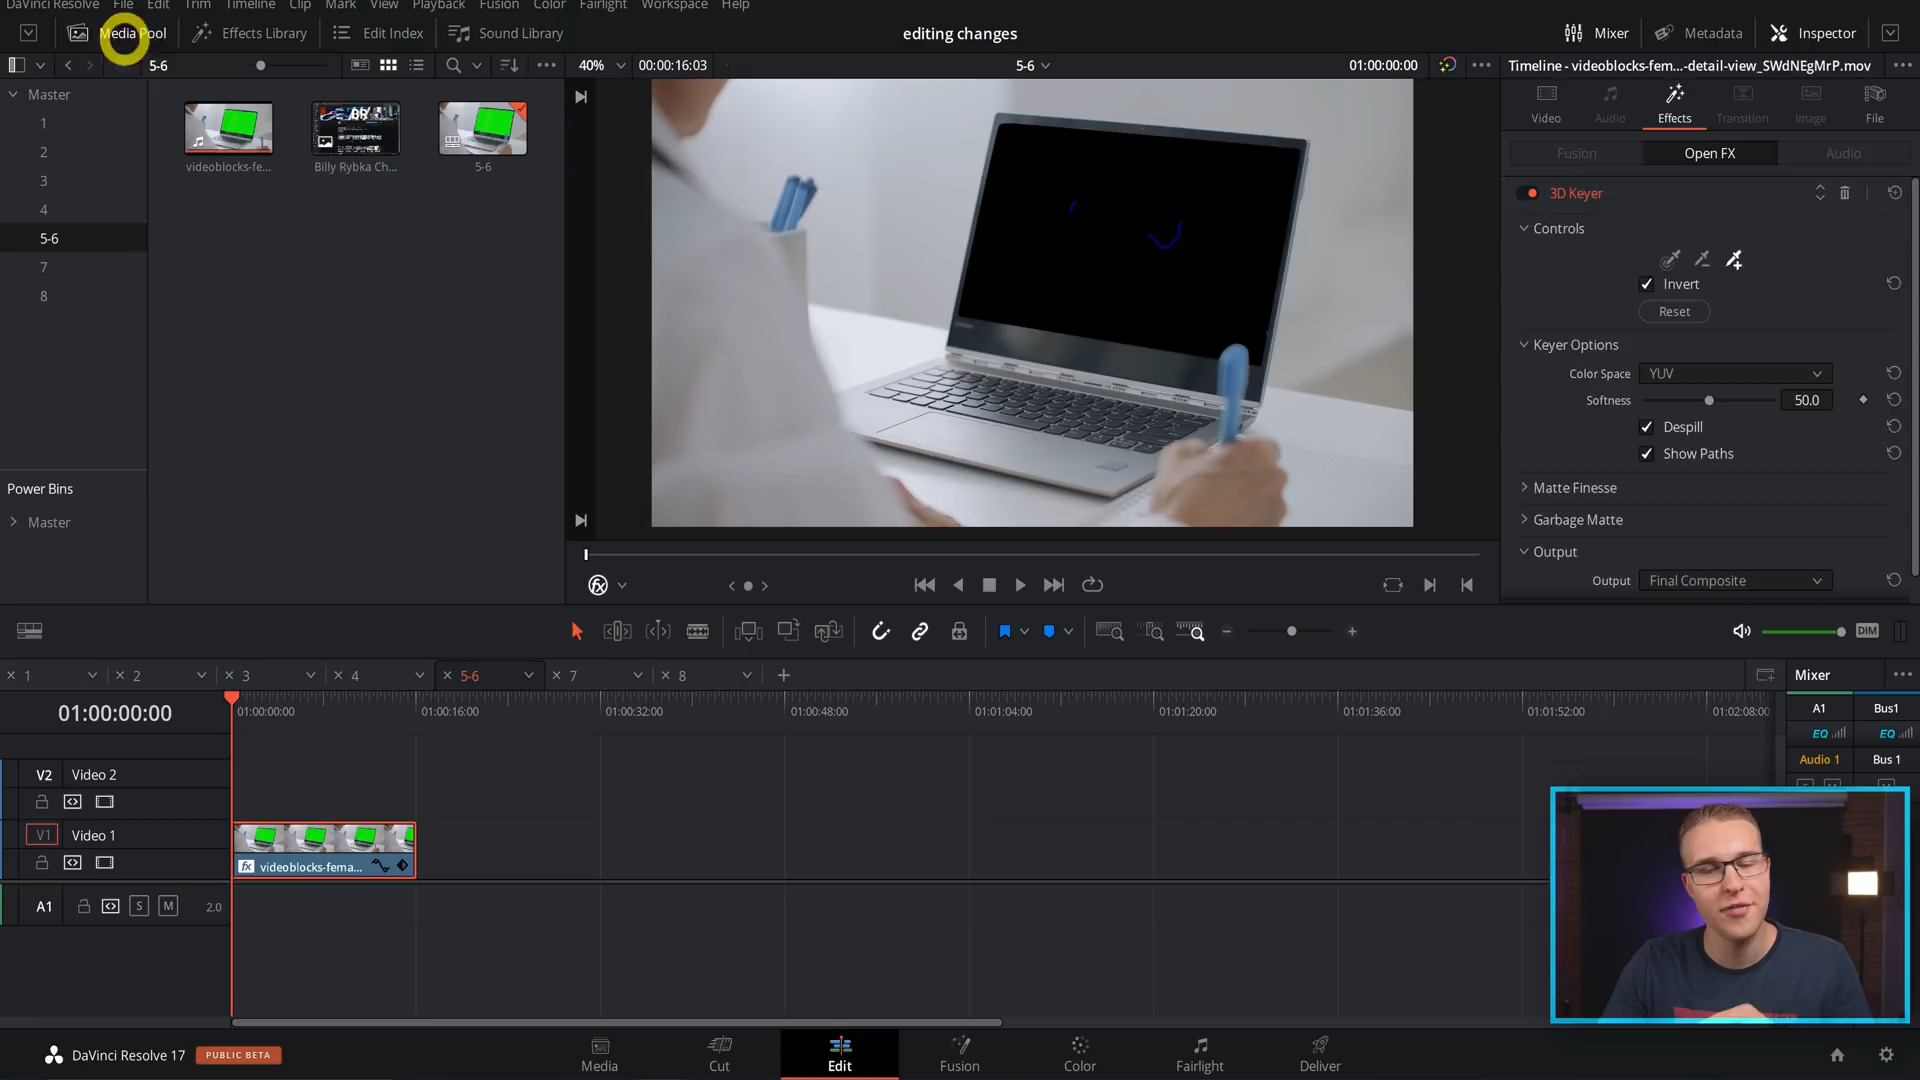 DaVinci Resolve File Edit Trim Timeline Clip Mark View Playback Fusion Color Fairlight Workspace Help
Media Pool Effects Library Edit Index Sound Library editing changes Mixer Metadata Inspector
5-6 40% 00:00:16:03 5-6 01:00:00:00 Timeline - videoblocks-fem...-detail-view_SWdNEgMrP.mov
Master
1
2
3
4
5-6
7
8
videoblocks-fe... Billy Rybka Ch... 5-6
Power Bins
Master
Video Audio Effects Transition Image File
Fusion Open FX Audio
3D Keyer
Controls
Invert
Reset
Keyer Options
Color Space YUV
Softness 50.0
Despill
Show Paths
Matte Finesse
Garbage Matte
Output
Output Final Composite
DIM
1 2 3 4 5-6 7 8 Mixer
01:00:00:00 01:00:00:00 01:00:16:00 01:00:32:00 01:00:48:00 01:01:04:00 01:01:20:00 01:01:36:00 01:01:52:00 01:02:08:00
A1 Bus1
EQ EQ
Audio 1 Bus 1
V2 Video 2
V1 Video 1
fx videoblocks-fema...
A1 S M 2.0
DaVinci Resolve 17 PUBLIC BETA Media Cut Edit Fusion Color Fairlight Deliver